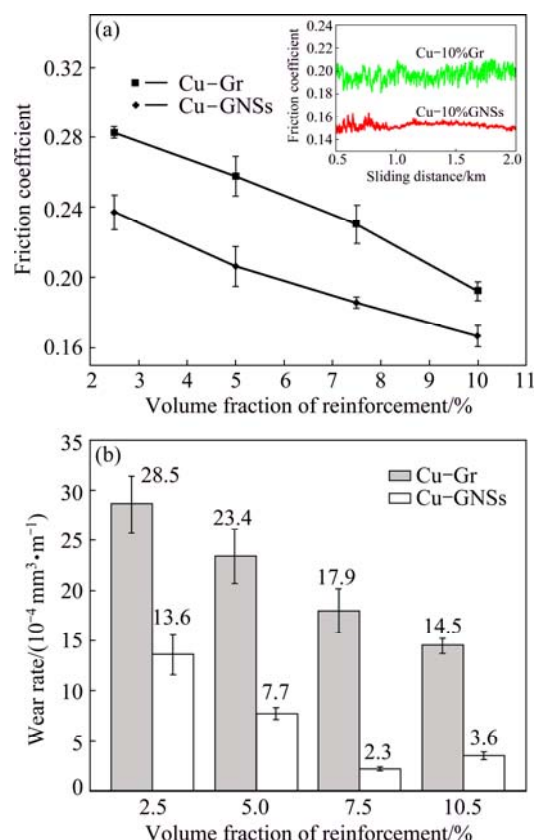 (a)
0.32
0.28
0.24
0.20
0.16
Friction coefficient
Cu−Gr
Cu−GNSs
0.24
0.22
0.20
0.18
0.16
0.14
Friction coefficient
Cu−10%Gr
Cu−10%GNSs
0.5 1.0 1.5 2.0
Sliding distance/km
2 3 4 5 6 7 8 9 10 11
Volume fraction of reinforcement/%
(b)
35
30
25
20
15
10
5
0
Wear rate/(10⁻⁴ mm³•m⁻¹)
Cu−Gr
Cu−GNSs
28.5
13.6
23.4
7.7
17.9
2.3
14.5
3.6
2.5 5.0 7.5 10.5
Volume fraction of reinforcement/%